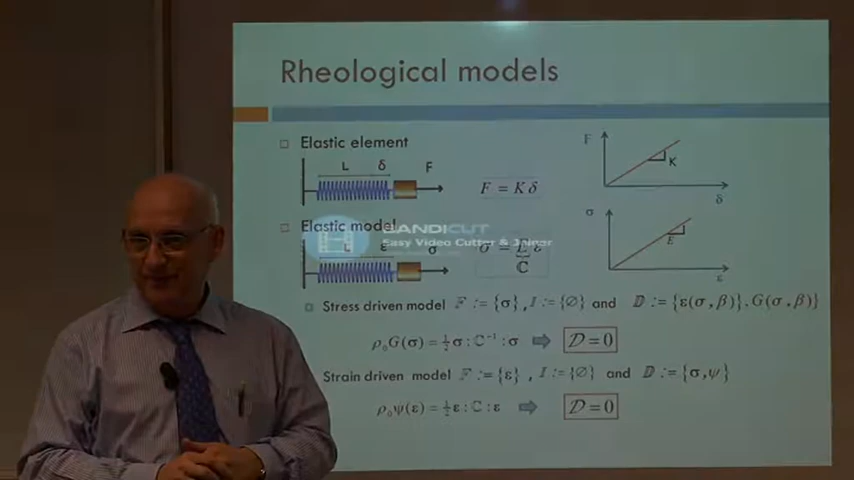 Rheological models
Elastic element
L δ F
F = K δ
F
K
δ
Elastic model
BANDICUT
Easy Video Cutter & Joiner
L ε σ
σ = E ε
ℂ
σ
E
ε
Stress driven model 𝔽 := {σ}, I := {∅} and 𝔻 := {ε(σ, β)}. G(σ, β)}
ρ₀G(σ) = ½ σ : ℂ⁻¹ : σ ⇒ 𝒟 = 0
Strain driven model 𝔽 := {ε} , I := {∅} and 𝔻 := {σ, ψ}
ρ₀ψ(ε) = ½ ε : ℂ : ε ⇒ 𝒟 = 0